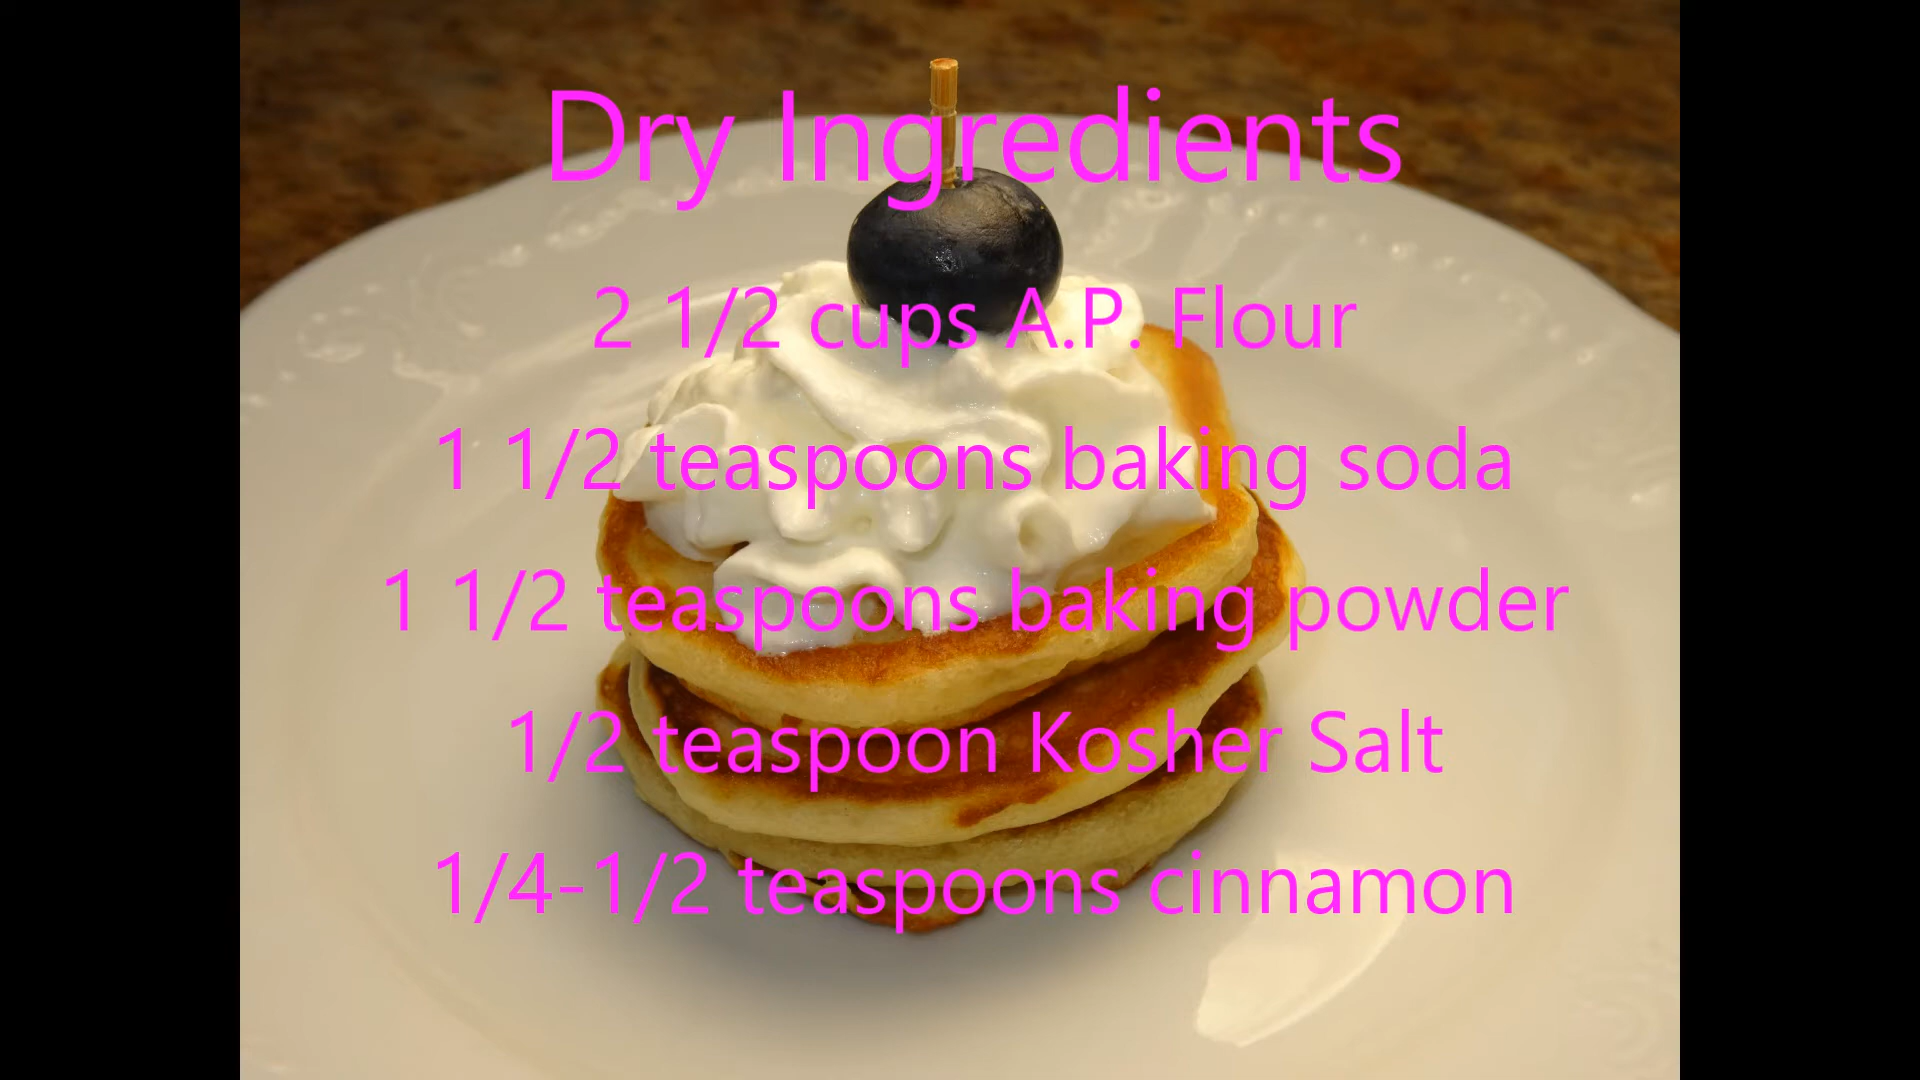 Dry Ingredients
2 1/2 cups A.P. Flour
1 1/2 teaspoons baking soda
1 1/2 teaspoons baking powder
1/2 teaspoon Kosher Salt
1/4-1/2 teaspoons cinnamon